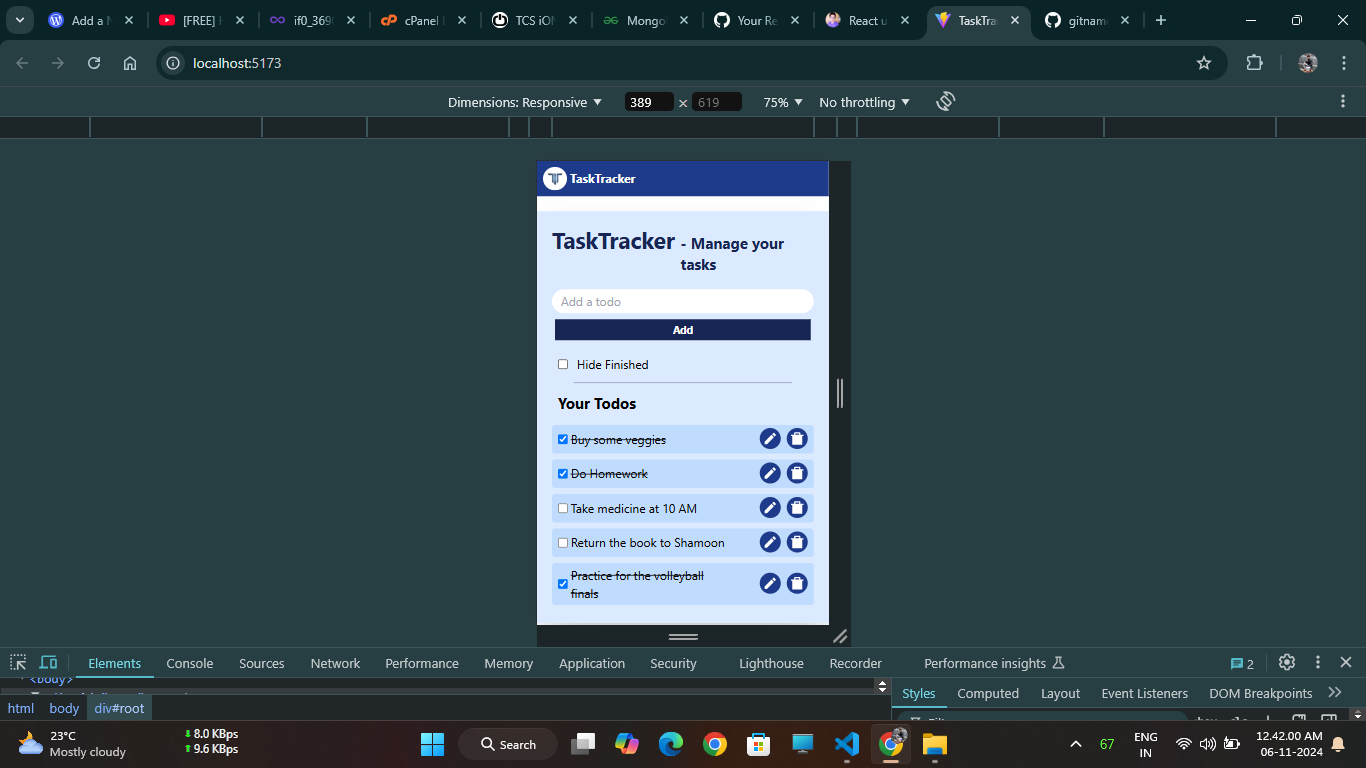 Add a N
[FREE]
if0_369
cPanel
TCS iON
Mongo
Your Re
React u
TaskTra
gitnam
localhost:5173
Dimensions: Responsive 389 × 619 75% No throttling
TaskTracker
TaskTracker - Manage your
tasks
Add a todo
Add
Hide Finished
Your Todos
Buy some veggies
Do Homework
Take medicine at 10 AM
Return the book to Shamoon
Practice for the volleyball
finals
Elements Console Sources Network Performance Memory Application Security Lighthouse Recorder Performance insights 2
<body>
html body div#root
Styles Computed Layout Event Listeners DOM Breakpoints
23°C
Mostly cloudy
8.0 KBps
9.6 KBps
Search
67
ENG
IN
12.42.00 AM
06-11-2024